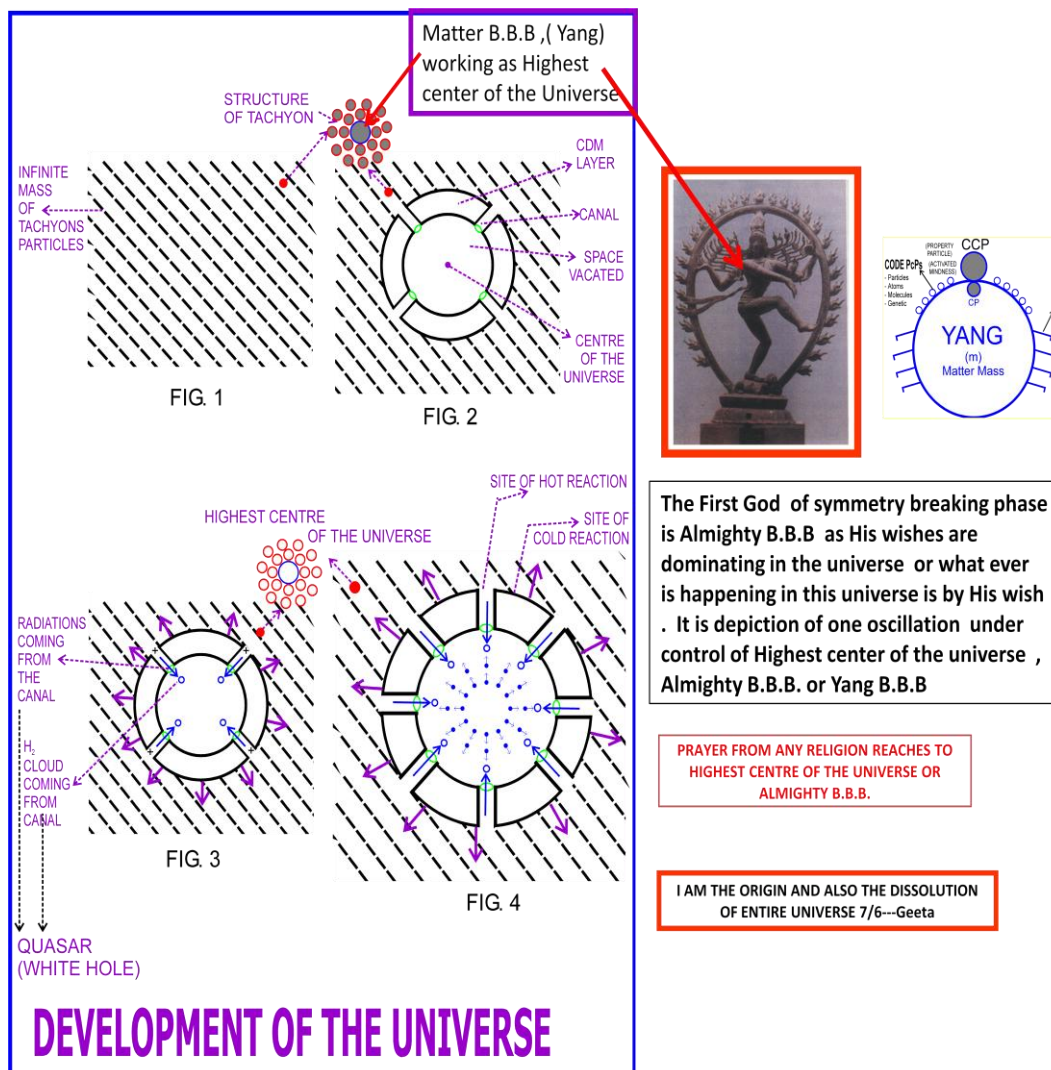 Matter B.B.B ,( Yang)
working as Highest
center of the Universe
STRUCTURE
OF TACHYON
CDM
LAYER
INFINITE
MASS
OF
TACHYONS
PARTICLES
CANAL
SPACE
VACATED
CENTRE
OF THE
UNIVERSE
FIG. 1
FIG. 2
(PROPERTY
PARTICLE)
CCP
CODE PcPs
(ACTIVATED
MINDNESS)
- Particles
- Atoms
- Molecules
- Genetic
CP
YANG
(m)
Matter Mass
SITE OF HOT REACTION
HIGHEST CENTRE
OF THE UNIVERSE
SITE OF
COLD REACTION
RADIATIONS
COMING
FROM
THE
CANAL
H2
CLOUD
COMING
FROM
CANAL
FIG. 3
FIG. 4
QUASAR
(WHITE HOLE)
DEVELOPMENT OF THE UNIVERSE
The First God of symmetry breaking phase
is Almighty B.B.B as His wishes are
dominating in the universe or what ever
is happening in this universe is by His wish
. It is depiction of one oscillation under
control of Highest center of the universe ,
Almighty B.B.B. or Yang B.B.B
PRAYER FROM ANY RELIGION REACHES TO
HIGHEST CENTRE OF THE UNIVERSE OR
ALMIGHTY B.B.B.
I AM THE ORIGIN AND ALSO THE DISSOLUTION
OF ENTIRE UNIVERSE 7/6---Geeta